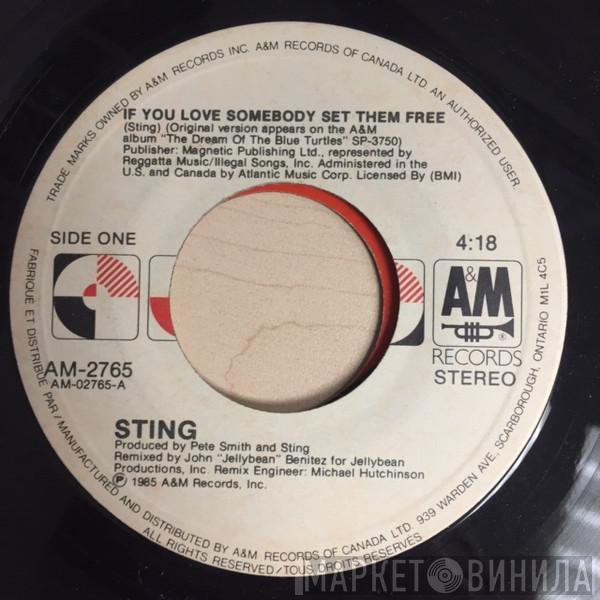 TRADE MARKS OWNED BY A&M RECORDS INC. A&M RECORDS OF CANADA LTD. AN AUTHORIZED USER.
IF YOU LOVE SOMEBODY SET THEM FREE
(Sting) (Original version appears on the A&M
album "The Dream Of The Blue Turtles" SP-3750)
Publisher: Magnetic Publishing Ltd., represented by
Reggatta Music/Illegal Songs, Inc. Administered in the
U.S. and Canada by Atlantic Music Corp. Licensed By (BMI)
SIDE ONE
4:18
A&M
®
RECORDS
STEREO
AM-2765
AM-02765-A
STING
Produced by Pete Smith and Sting
Remixed by John "Jellybean" Benitez for Jellybean
Productions, Inc. Remix Engineer: Michael Hutchinson
Ⓟ 1985 A&M Records, Inc.
FABRIQUE ET DISTRIBUE PAR/MANUFACTURED AND DISTRIBUTED BY A&M RECORDS OF CANADA LTD. 939 WARDEN AVE. SCARBOROUGH, ONTARIO M1L 4C5
ALL RIGHTS RESERVED/TOUS DROITS RESERVES
МАРКЕТ ВИНИЛА